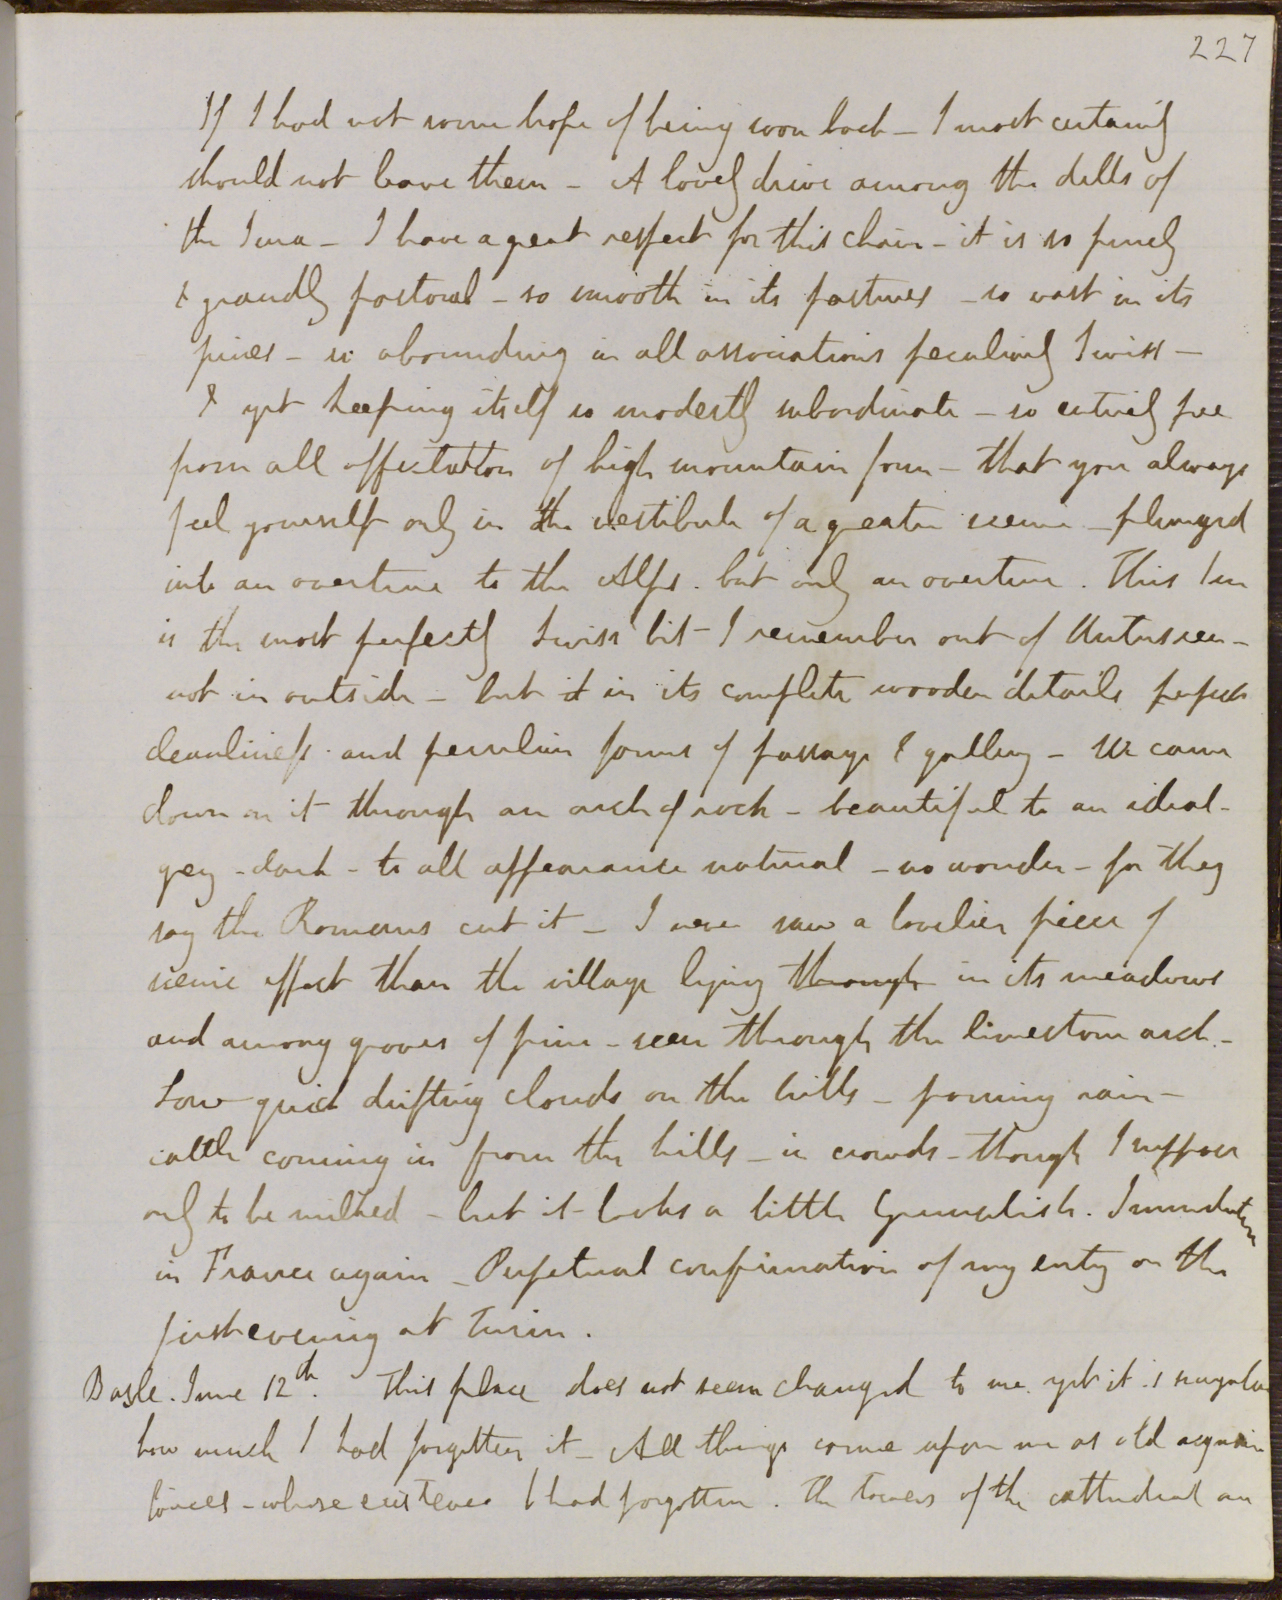 227
If I had not some hope of being soon back – I most certainly
should not leave them – A lovely drive among the dells of
the Jura – I have a great respect for this chain – it is so purely
& grandly pastoral – so smooth in its pastures – so vast in its
pines – so abounding in all associations peculiarly Swiss –
& yet keeping itself so modestly subordinate – so entirely free
from all affectation of high mountain form – that you always
feel yourself only in the vestibule of a greater scene – plunged
into an overture to the Alps. but only an overture. This Inn
is the most perfectly Swiss bit I remember out of Unterseen –
not in outside – but it in its complete wooden details perfect
cleanliness. and peculiar forms of passage & gallery – We came
down on it through an arch of rock – beautiful to an ideal –
grey – dark – to all appearance natural – no wonder – for they
say the Romans cut it – I never saw a lovelier piece of
scenic effect than the village lying through in its meadows
and among groves of pine – seen through the limestone arch. –
Low quick drifting clouds on the hills – pouring rain –
cattle coming in from the hills – in crowds – though I suppose
only to be milked – but it looks a little Grimselish. Immediately
in France again – Perpetual confirmation of my entry on the
first evening at Turin.
Basle. June 12th. This place does not seem changed to me. yet it is singular
how much I had forgotten it – All things come upon me as old acquain
tances – whose existence I had forgotten. The towers of the cathedral are